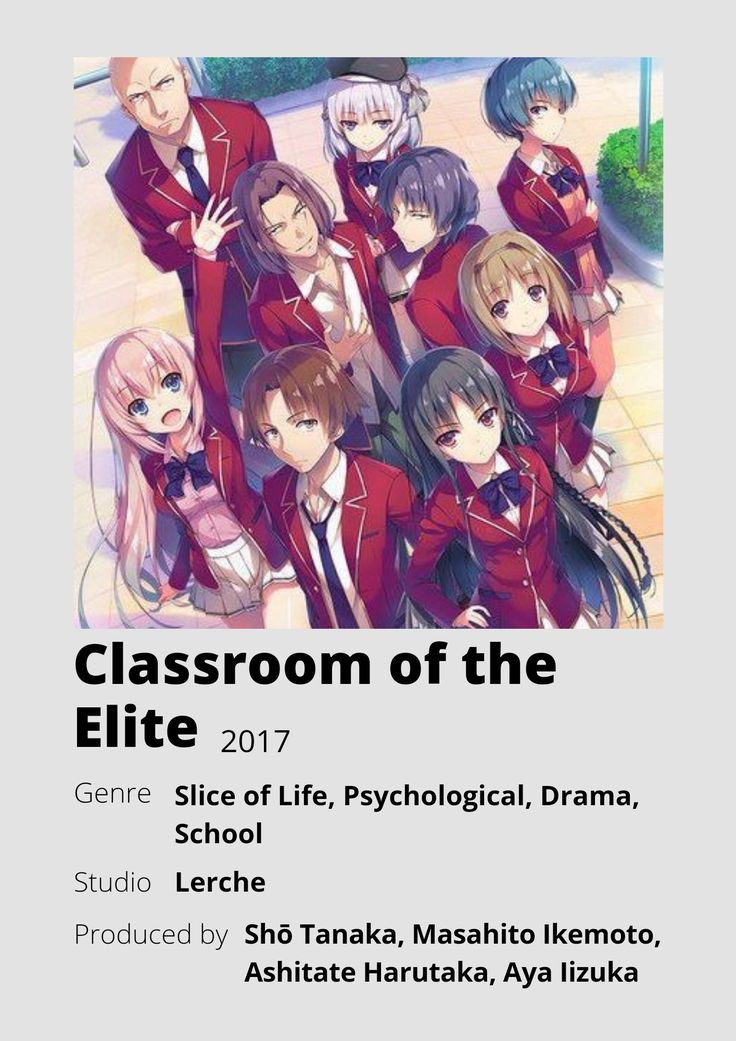 Classroom of the
Elite 2017
Genre Slice of Life, Psychological, Drama,
School
Studio Lerche
Produced by Shō Tanaka, Masahito Ikemoto,
Ashitate Harutaka, Aya Iizuka